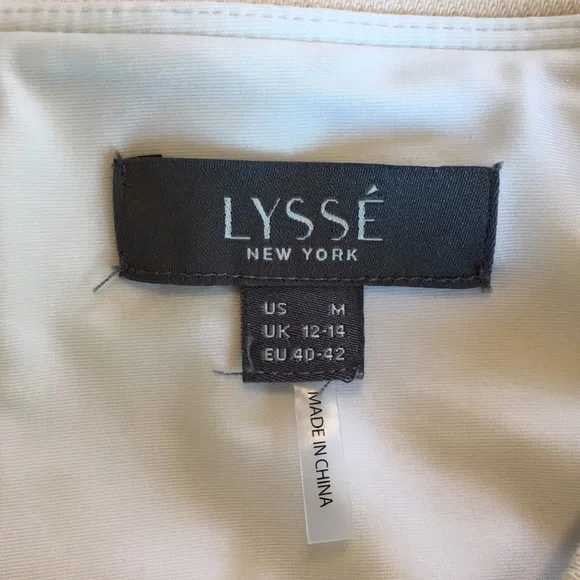 LYSSÉ
NEW YORK
US M
UK 12-14
EU 40-42
MADE IN CHINA